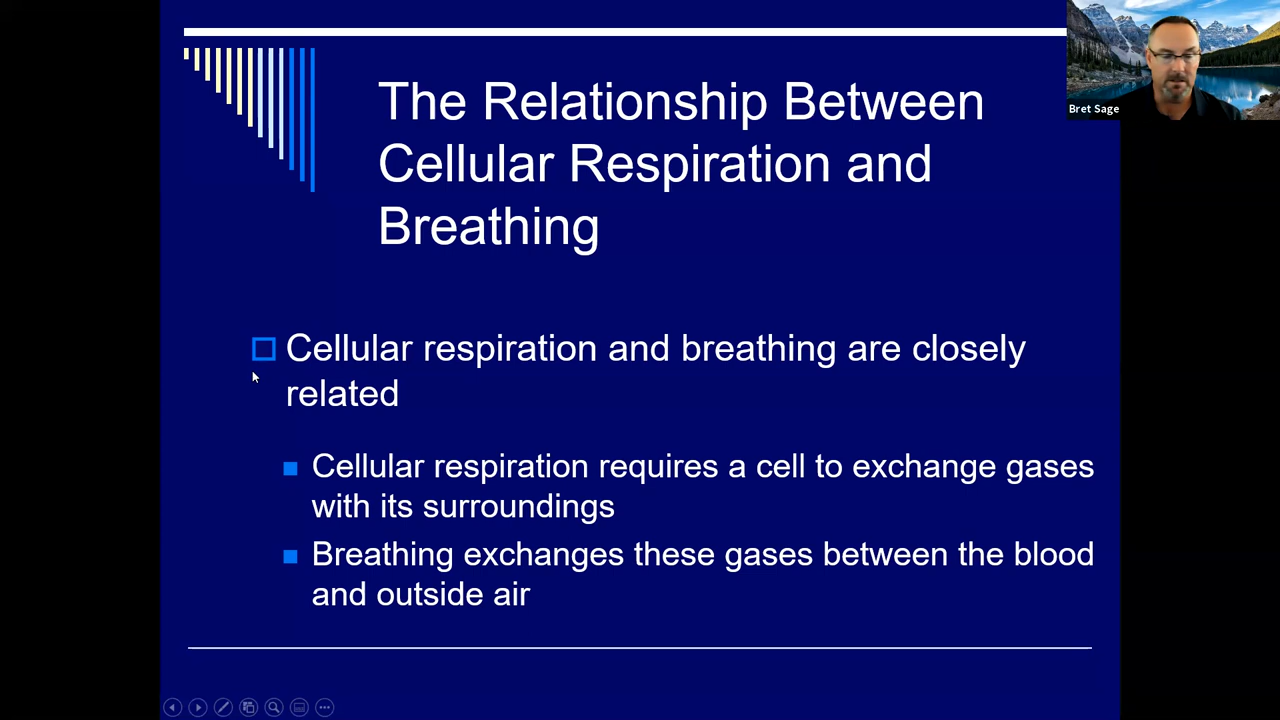 The Relationship Between
Cellular Respiration and
Breathing
Bret Sage
Cellular respiration and breathing are closely
related
Cellular respiration requires a cell to exchange gases
with its surroundings
Breathing exchanges these gases between the blood
and outside air